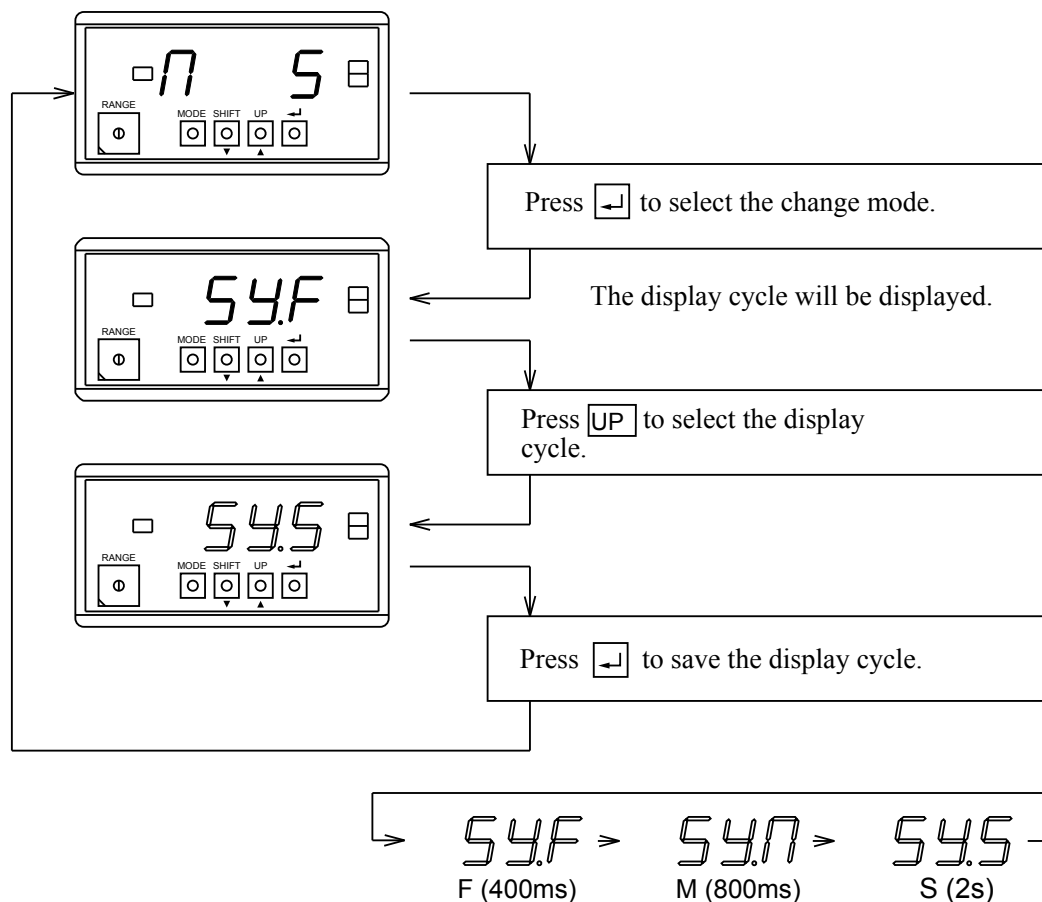 -M 5
RANGE
MODE SHIFT UP ↵
▼ ▲
Press ↵ to select the change mode.
SY.F
The display cycle will be displayed.
RANGE
MODE SHIFT UP ↵
▼ ▲
Press UP to select the display
cycle.
SY.S
RANGE
MODE SHIFT UP ↵
▼ ▲
Press ↵ to save the display cycle.
SY.F SY.M SY.S
F (400ms) M (800ms) S (2s)